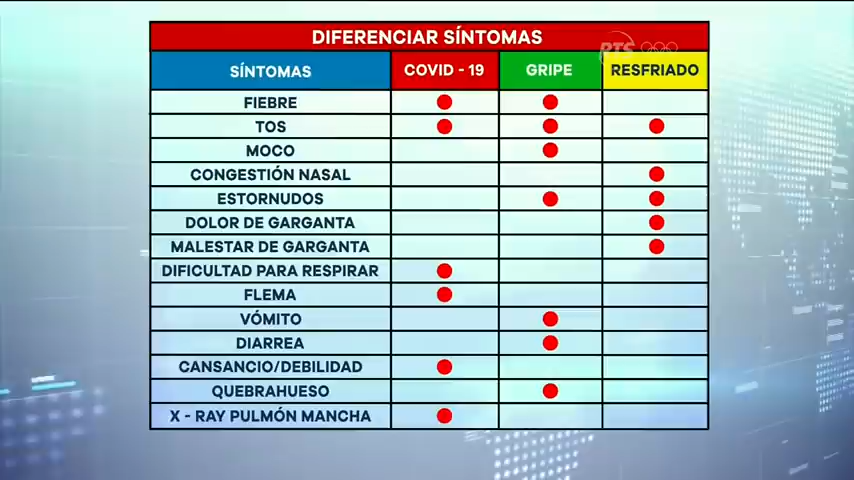 DIFERENCIAR SÍNTOMAS
RTS
SÍNTOMAS COVID - 19 GRIPE RESFRIADO
FIEBRE
TOS
MOCO
CONGESTIÓN NASAL
ESTORNUDOS
DOLOR DE GARGANTA
MALESTAR DE GARGANTA
DIFICULTAD PARA RESPIRAR
FLEMA
VÓMITO
DIARREA
CANSANCIO/DEBILIDAD
QUEBRAHUESO
X - RAY PULMÓN MANCHA